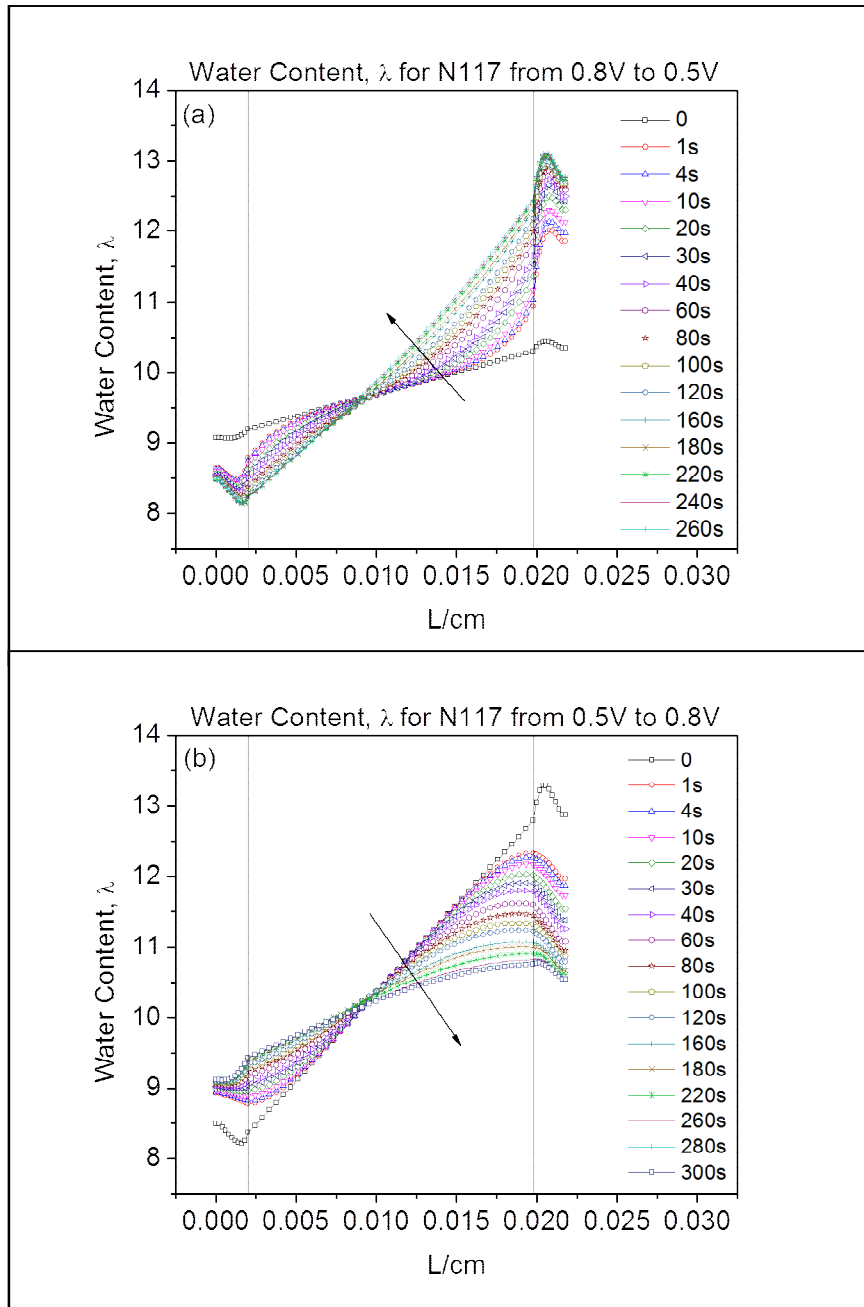 Water Content, λ for N117 from 0.8V to 0.5V
(a)
14
13
12
11
10
9
8
Water Content, λ
0.000 0.005 0.010 0.015 0.020 0.025 0.030
L/cm
0
1s
4s
10s
20s
30s
40s
60s
80s
100s
120s
160s
180s
220s
240s
260s
Water Content, λ for N117 from 0.5V to 0.8V
(b)
14
13
12
11
10
9
8
Water Content, λ
0.000 0.005 0.010 0.015 0.020 0.025 0.030
L/cm
0
1s
4s
10s
20s
30s
40s
60s
80s
100s
120s
160s
180s
220s
260s
280s
300s